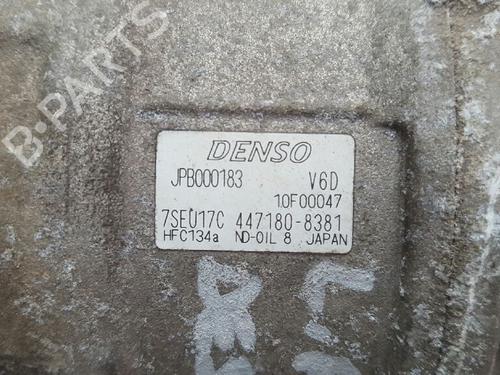 B-PARTS
DENSO
JPB000183 V6D
10F00047
7SEU17C 447180-8381
HFC134a ND-OIL 8 JAPAN